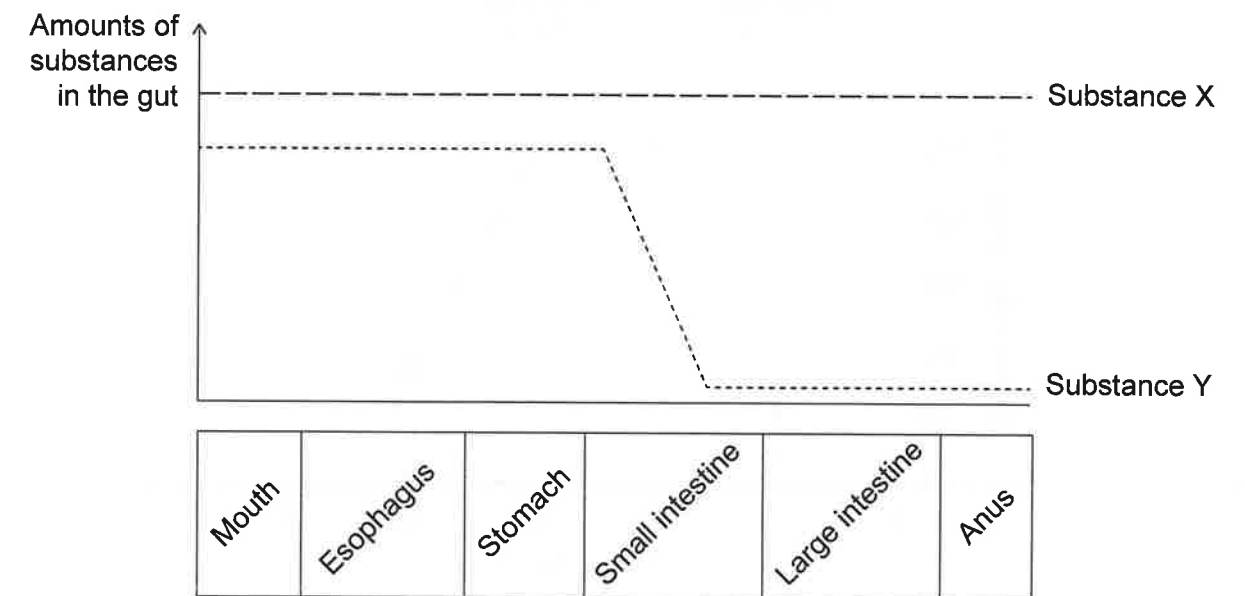 Amounts of
substances
in the gut
Substance X
Substance Y
Mouth
Esophagus
Stomach
Small intestine
Large intestine
Anus